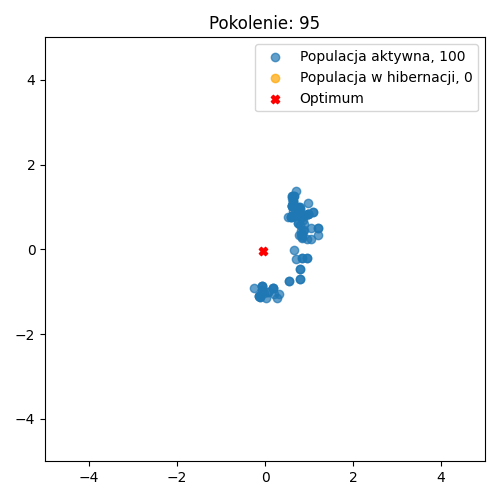 Pokolenie: 95
Populacja aktywna, 100
Populacja w hibernacji, 0
Optimum
4
2
0
−2
−4
−4 −2 0 2 4